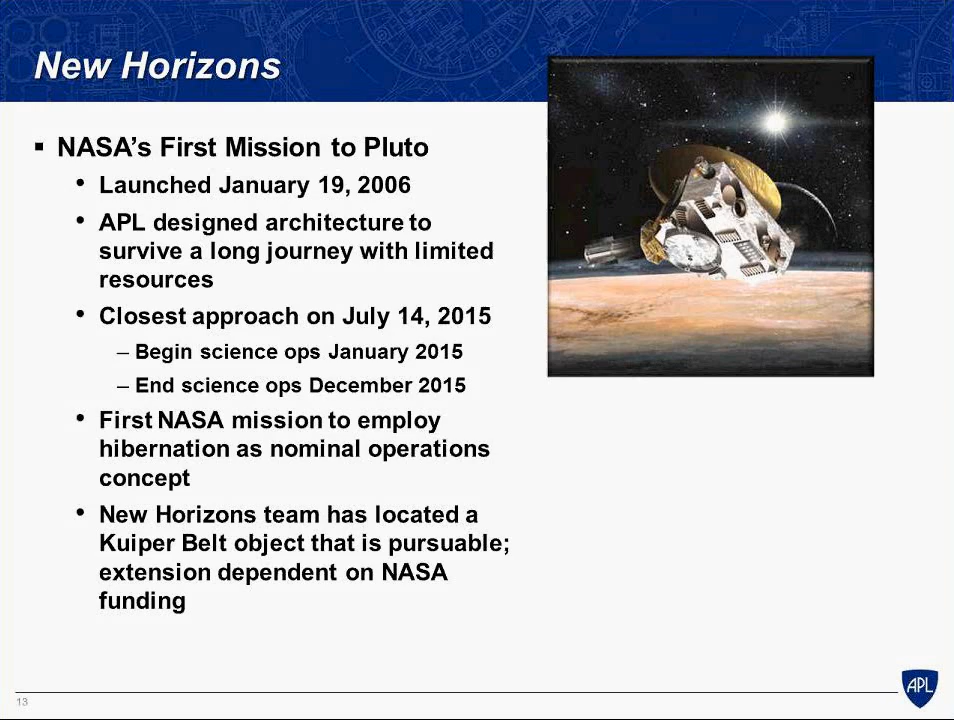 New Horizons
▪ NASA’s First Mission to Pluto
• Launched January 19, 2006
• APL designed architecture to
survive a long journey with limited
resources
• Closest approach on July 14, 2015
– Begin science ops January 2015
– End science ops December 2015
• First NASA mission to employ
hibernation as nominal operations
concept
• New Horizons team has located a
Kuiper Belt object that is pursuable;
extension dependent on NASA
funding
13
APL